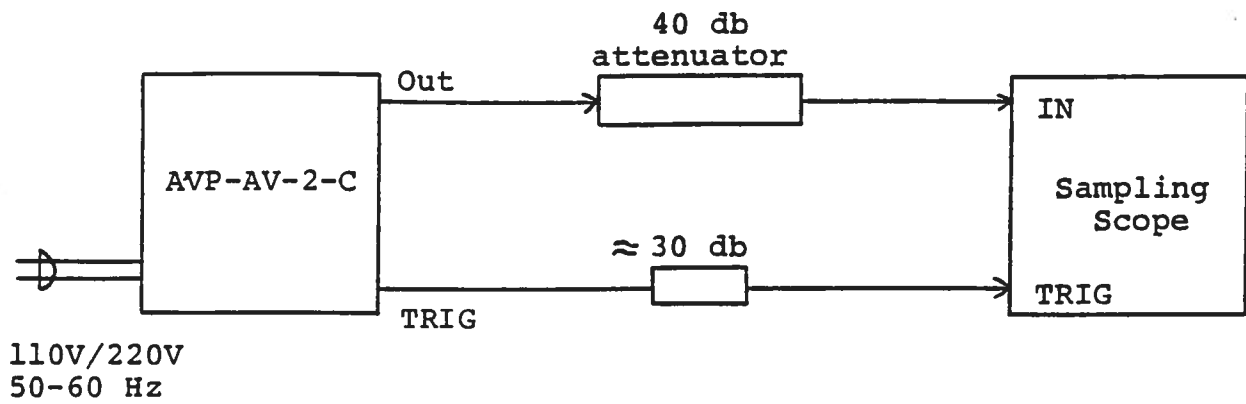 40 db
attenuator
Out
IN
AVP-AV-2-C
Sampling
Scope
≈ 30 db
TRIG
TRIG
110V/220V
50-60 Hz